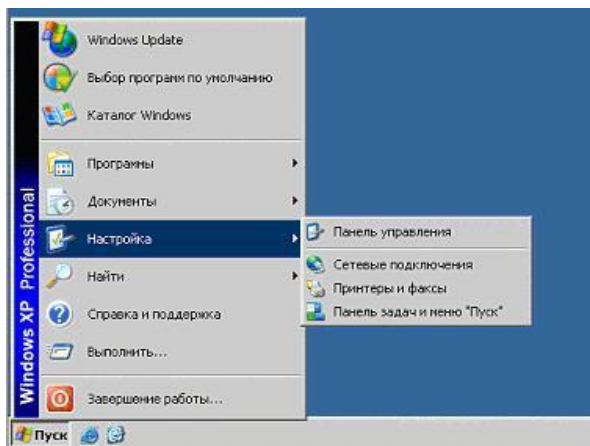 Windows Update
Выбор программ по умолчанию
Каталог Windows
Программы
Документы
Настройка
Найти
Справка и поддержка
Выполнить...
Завершение работы...
Панель управления
Сетевые подключения
Принтеры и факсы
Панель задач и меню "Пуск"
Windows XP Professional
Пуск